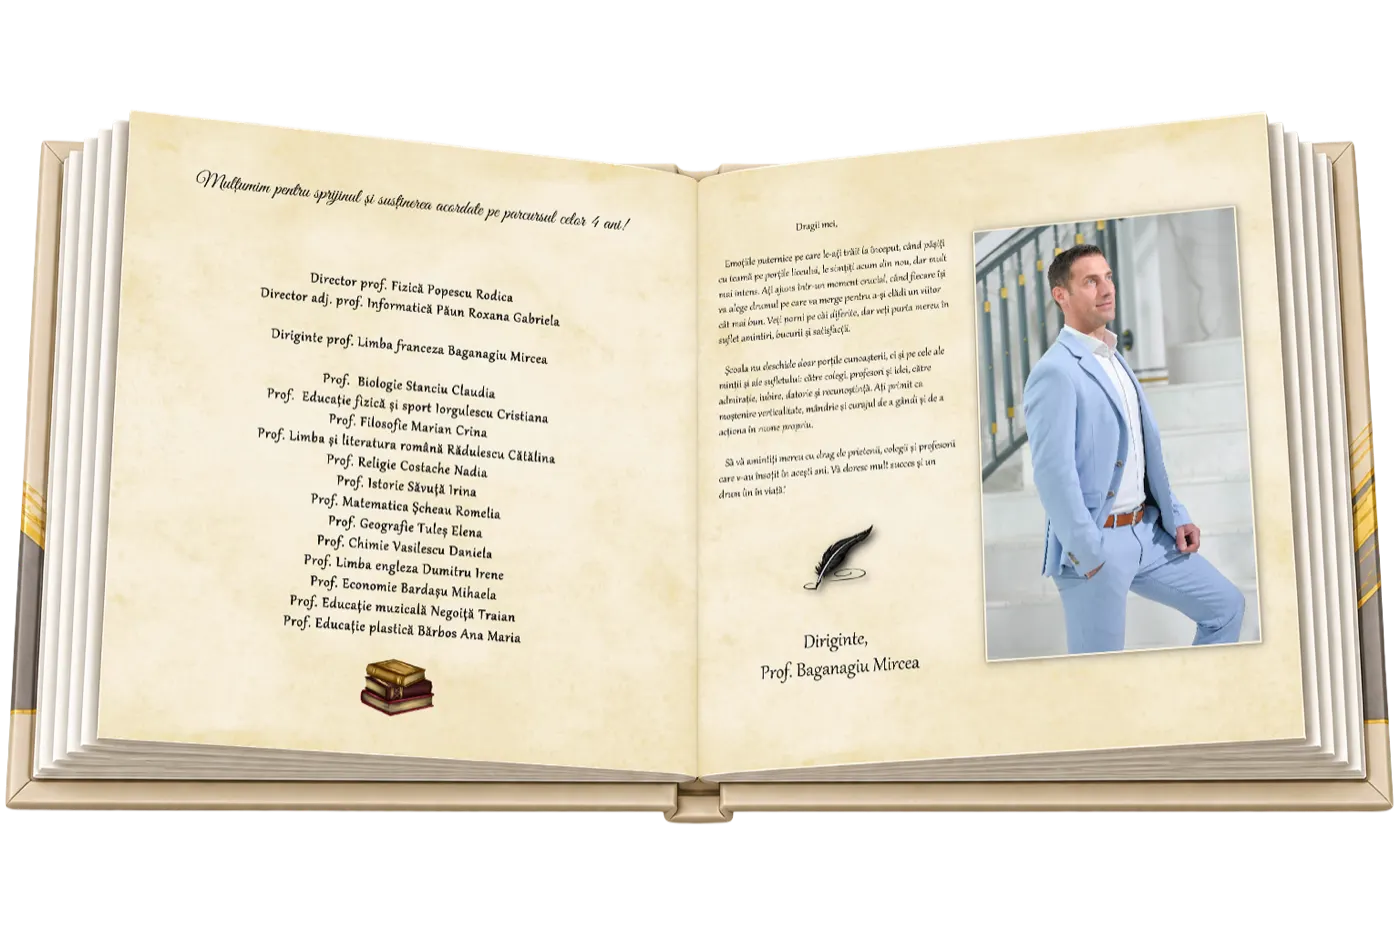 Mulțumim pentru sprijinul și susținerea acordate pe parcursul celor 4 ani!
Director prof. Fizică Popescu Rodica
Director adj. prof. Informatică Păun Roxana Gabriela
Diriginte prof. Limba franceza Baganagiu Mircea
Prof. Biologie Stanciu Claudia
Prof. Educație fizică și sport Iorgulescu Cristiana
Prof. Filosofie Marian Crina
Prof. Limba și literatura română Rădulescu Cătălina
Prof. Religie Costache Nadia
Prof. Istorie Săvuță Irina
Prof. Matematica Șcheau Romelia
Prof. Geografie Tuleș Elena
Prof. Chimie Vasilescu Daniela
Prof. Limba engleza Dumitru Irene
Prof. Economie Bardașu Mihaela
Prof. Educație muzicală Negoiță Traian
Prof. Educație plastică Bărbos Ana Maria
Dragii mei,
Emoțiile puternice pe care le-ați trăit la început, când pășiți
cu teamă pe porțile liceului, le simțiți acum din nou, dar mult
mai intens. Ați ajuns într-un moment crucial, când fiecare își
va alege drumul pe care va merge pentru a-și clădi un viitor
cât mai bun. Veți porni pe căi diferite, dar veți purta mereu în
suflet amintiri, bucurii și satisfacții.
Școala nu deschide doar porțile cunoașterii, ci și pe cele ale
minții și ale sufletului: către colegi, profesori și idei, către
admirație, iubire, datorie și recunoștință. Ați primit ca
moștenire verticalitate, mândrie și curajul de a gândi și de a
acționa în nume propriu.
Să vă amintiți mereu cu drag de prietenii, colegii și profesorii
care v-au însoțit în acești ani. Vă doresc mult succes și un
drum lin în viață!
Diriginte,
Prof. Baganagiu Mircea